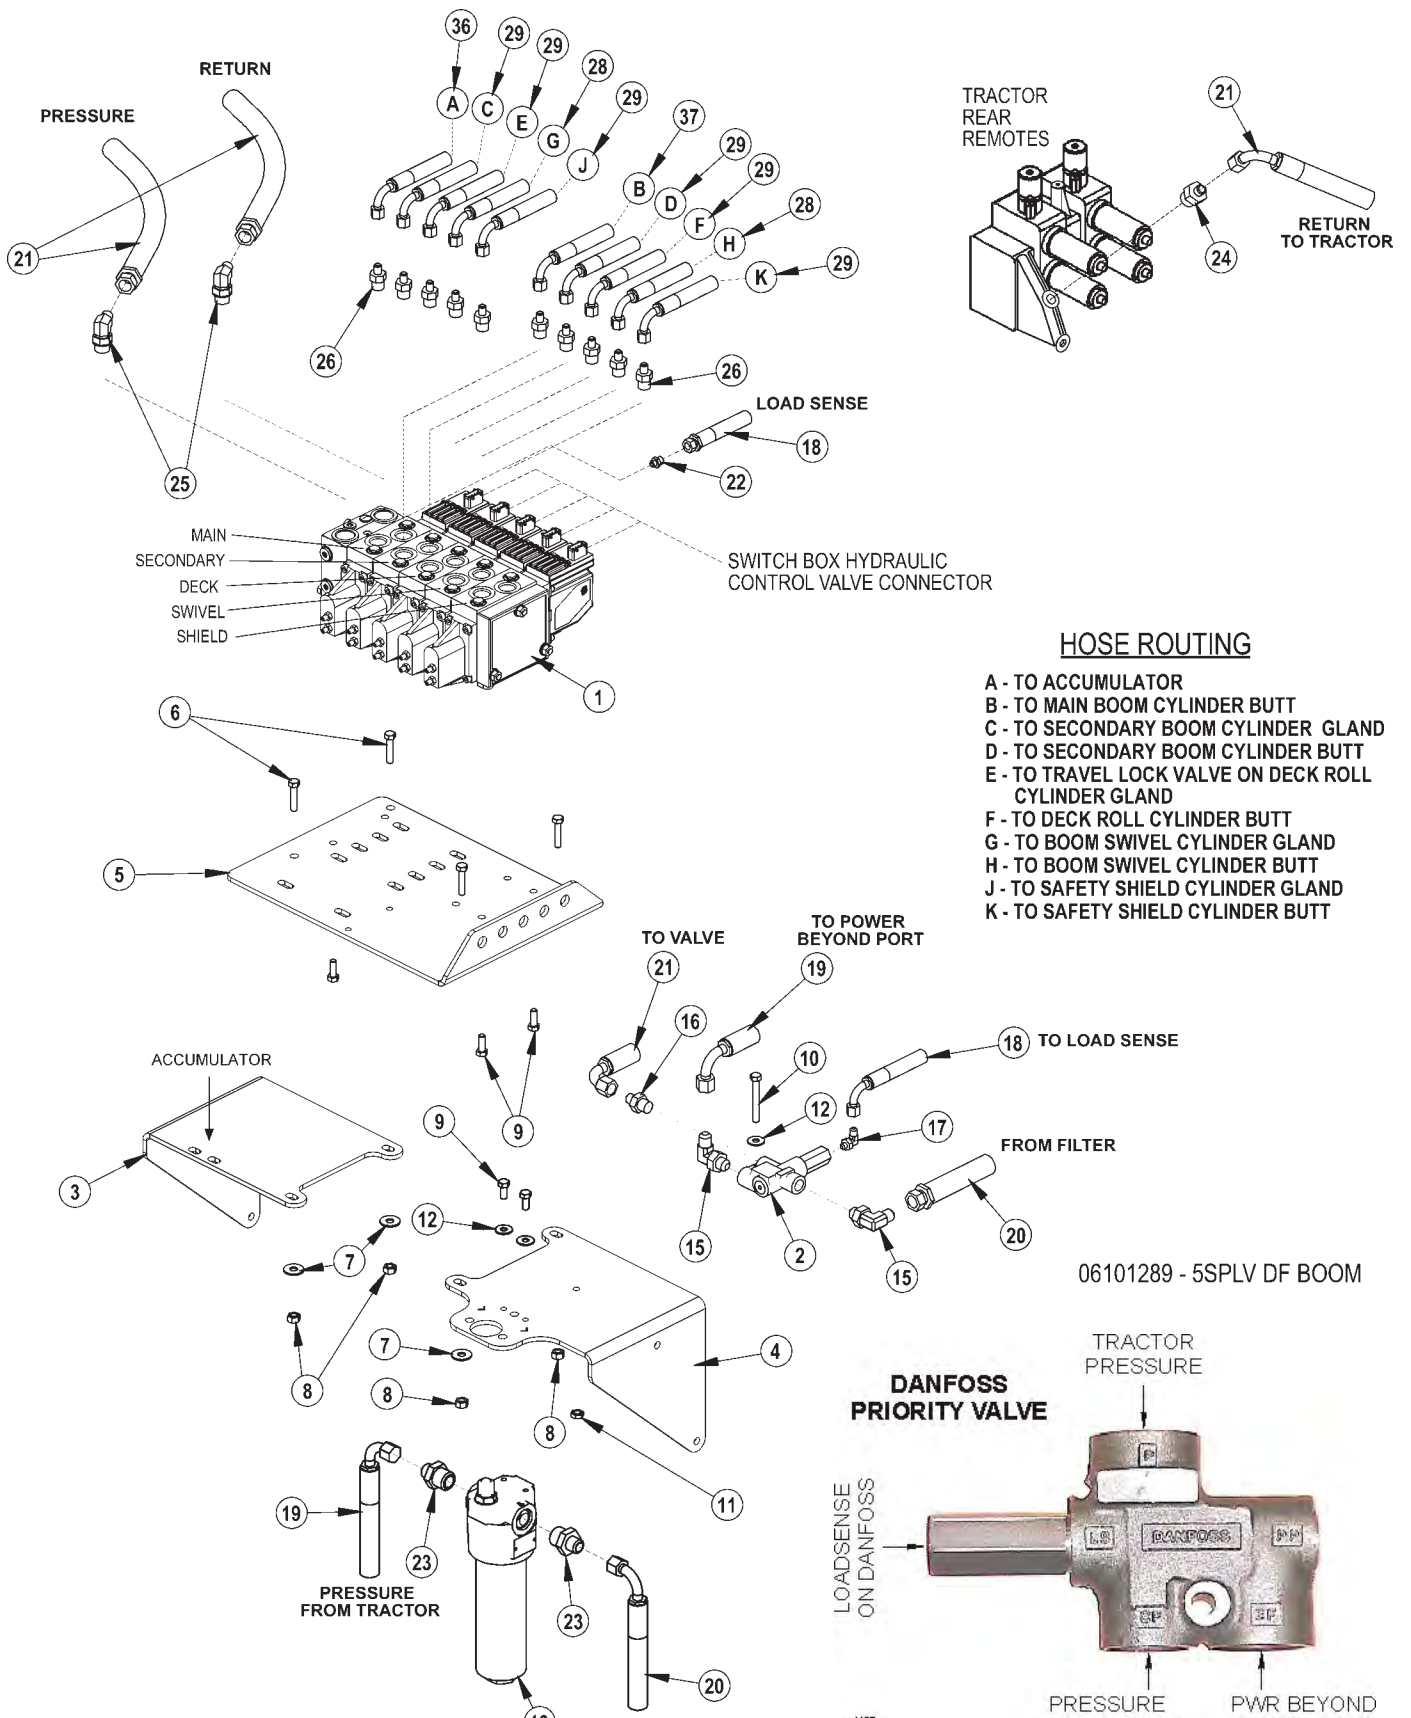 36
29
29
28
29
37
29
29
28
29
A
C
E
G
J
B
D
F
H
K
RETURN
PRESSURE
21
25
26
26
LOAD SENSE
18
22
TRACTOR
REAR
REMOTES
21
24
RETURN
TO TRACTOR
MAIN
SECONDARY
DECK
SWIVEL
SHIELD
SWITCH BOX HYDRAULIC
CONTROL VALVE CONNECTOR
1
HOSE ROUTING
A - TO ACCUMULATOR
B - TO MAIN BOOM CYLINDER BUTT
C - TO SECONDARY BOOM CYLINDER GLAND
D - TO SECONDARY BOOM CYLINDER BUTT
E - TO TRAVEL LOCK VALVE ON DECK ROLL
CYLINDER GLAND
F - TO DECK ROLL CYLINDER BUTT
G - TO BOOM SWIVEL CYLINDER GLAND
H - TO BOOM SWIVEL CYLINDER BUTT
J - TO SAFETY SHIELD CYLINDER GLAND
K - TO SAFETY SHIELD CYLINDER BUTT
6
5
TO VALVE
21
16
TO POWER
BEYOND PORT
19
10
12
18
TO LOAD SENSE
17
FROM FILTER
20
15
2
15
9
ACCUMULATOR
3
9
12
7
8
7
8
8
4
11
19
23
PRESSURE
FROM TRACTOR
23
20
06101289 - 5SPLV DF BOOM
DANFOSS
PRIORITY VALVE
TRACTOR
PRESSURE
P
LOADSENSE
ON DANFOSS
LS
DANFOSS
PP
CF
EF
PRESSURE
PWR BEYOND